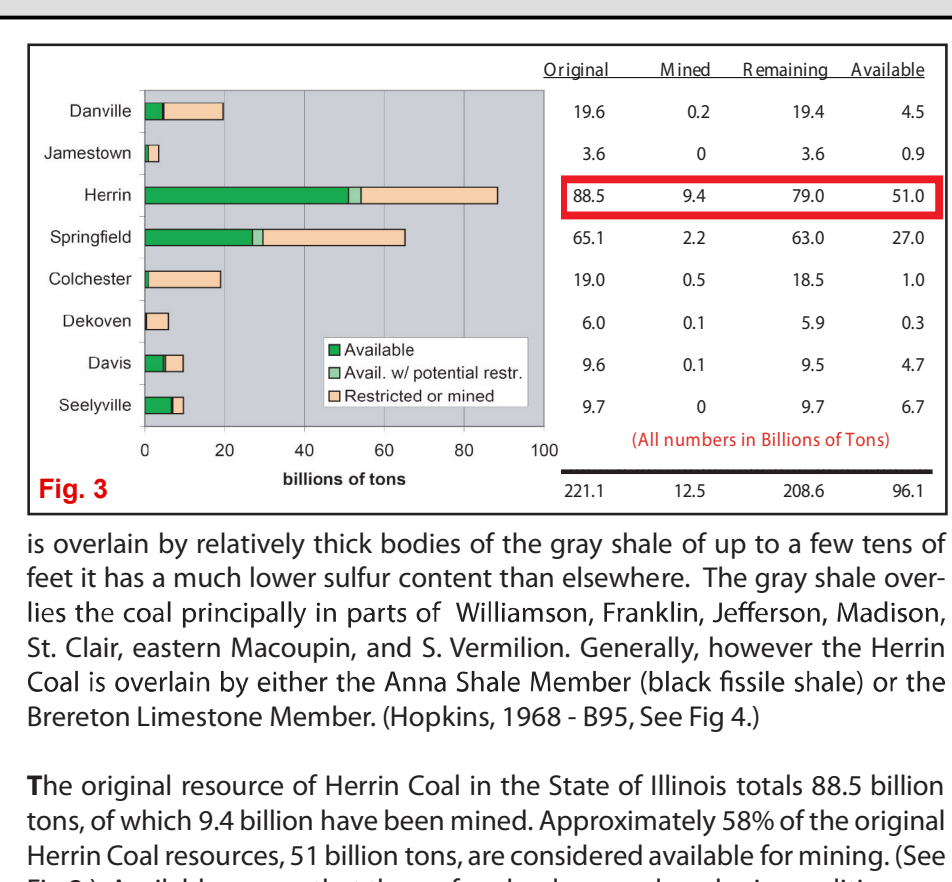 Original Mined Remaining Available
Danville 19.6 0.2 19.4 4.5
Jamestown 3.6 0 3.6 0.9
Herrin 88.5 9.4 79.0 51.0
Springfield 65.1 2.2 63.0 27.0
Colchester 19.0 0.5 18.5 1.0
Dekoven 6.0 0.1 5.9 0.3
Available
Davis 9.6 0.1 9.5 4.7
Avail. w/ potential restr.
Restricted or mined
Seelyville 9.7 0 9.7 6.7
(All numbers in Billions of Tons)
0 20 40 60 80 100
billions of tons
Fig. 3
221.1 12.5 208.6 96.1
is overlain by relatively thick bodies of the gray shale of up to a few tens of
feet it has a much lower sulfur content than elsewhere. The gray shale over-
lies the coal principally in parts of Williamson, Franklin, Jefferson, Madison,
St. Clair, eastern Macoupin, and S. Vermilion. Generally, however the Herrin
Coal is overlain by either the Anna Shale Member (black fissile shale) or the
Brereton Limestone Member. (Hopkins, 1968 - B95, See Fig 4.)
The original resource of Herrin Coal in the State of Illinois totals 88.5 billion
tons, of which 9.4 billion have been mined. Approximately 58% of the original
Herrin Coal resources, 51 billion tons, are considered available for mining. (See